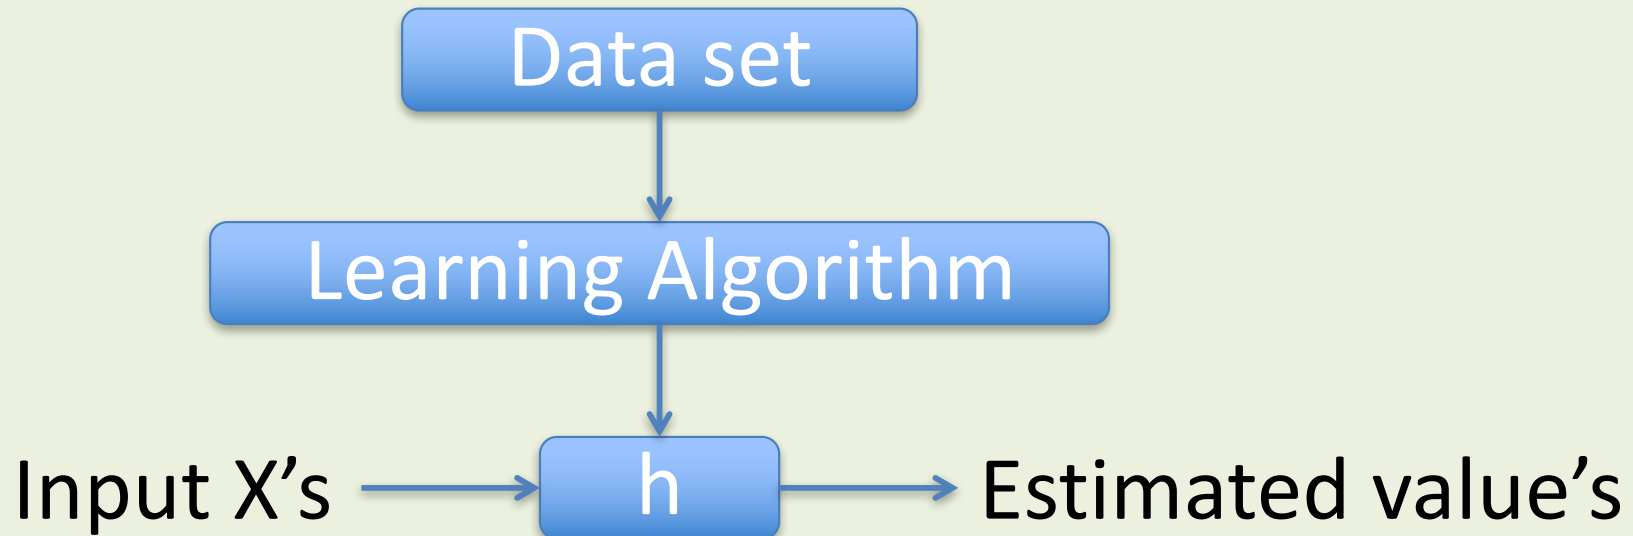 Data set
Learning Algorithm
Input X’s
h
Estimated value’s